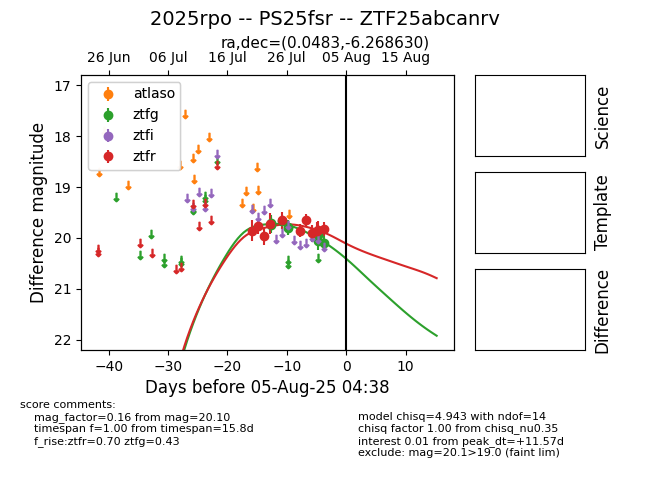 2025rpo -- PS25fsr -- ZTF25abcanrv
ra,dec=(0.0483,-6.268630)
26 Jun 06 Jul 16 Jul 26 Jul 05 Aug 15 Aug
atlaso
ztfg
ztfi
ztfr
17
18
19
20
21
22
Difference magnitude
−40 −30 −20 −10 0 10
Days before 05-Aug-25 04:38
Science
Template
Difference
score comments:
mag_factor=0.16 from mag=20.10
timespan f=1.00 from timespan=15.8d
f_rise:ztfr=0.70 ztfg=0.43
model chisq=4.943 with ndof=14
chisq factor 1.00 from chisq_nu0.35
interest 0.01 from peak_dt=+11.57d
exclude: mag=20.1>19.0 (faint lim)